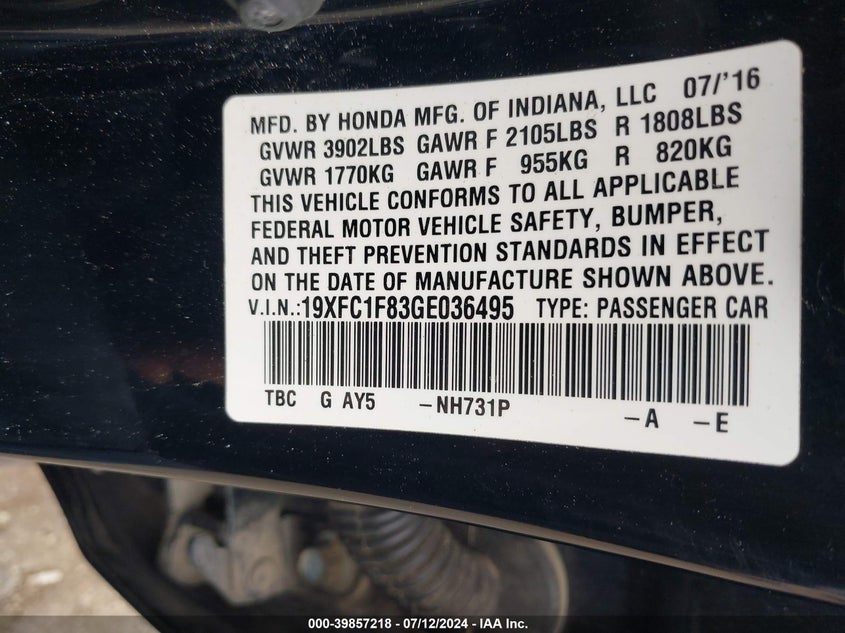 MFD. BY HONDA MFG. OF INDIANA, LLC 07/'16
GVWR 3902LBS GAWR F 2105LBS R 1808LBS
GVWR 1770KG GAWR F 955KG R 820KG
THIS VEHICLE CONFORMS TO ALL APPLICABLE
FEDERAL MOTOR VEHICLE SAFETY, BUMPER,
AND THEFT PREVENTION STANDARDS IN EFFECT
ON THE DATE OF MANUFACTURE SHOWN ABOVE.
V.I.N.:19XFC1F83GE036495 TYPE: PASSENGER CAR
TBC G AY5 -NH731P -A -E
000-39857218 - 07/12/2024 - IAA Inc.